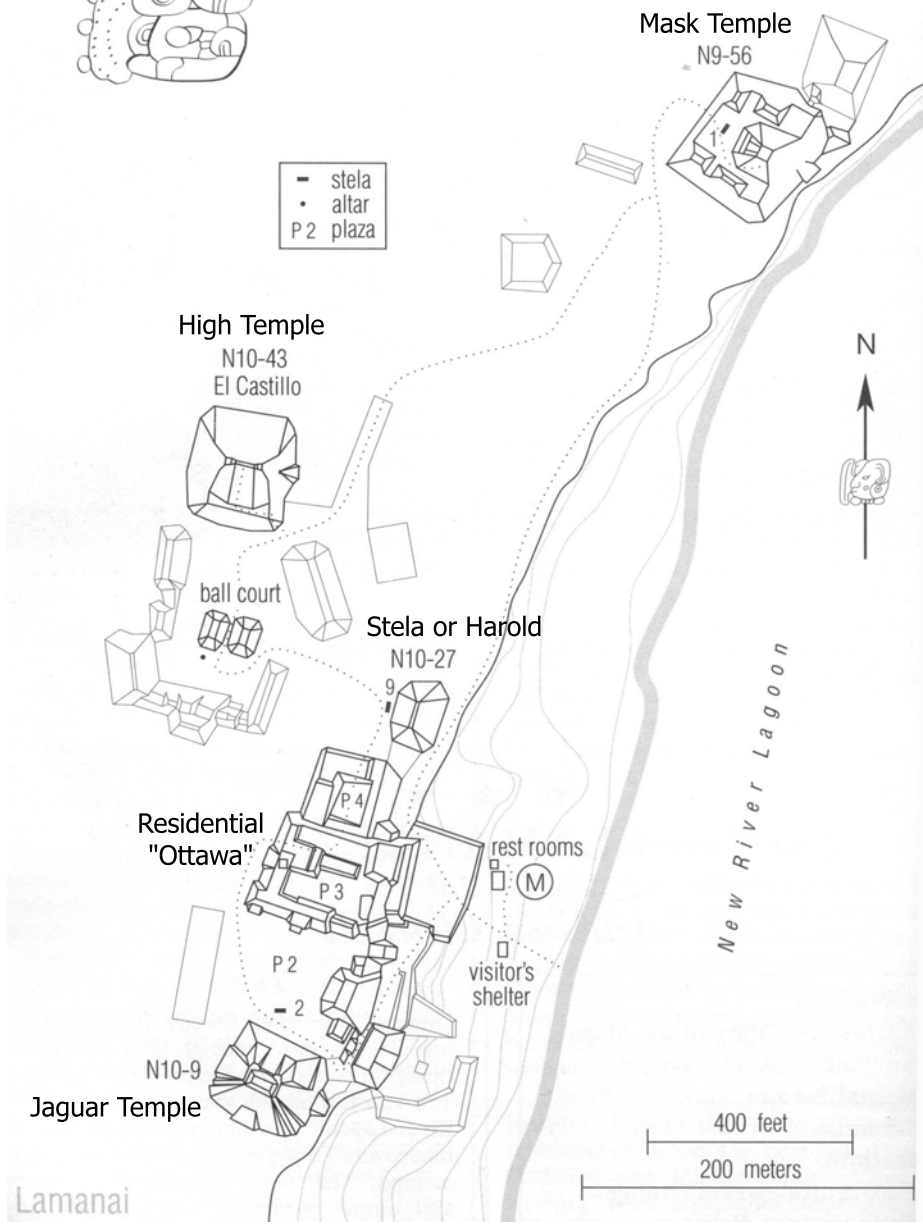 Mask Temple
N9-56
1
stela
altar
P 2 plaza
High Temple
N10-43
El Castillo
N
ball court
Stela or Harold
N10-27
9
P 4
Residential
"Ottawa"
rest rooms
M
P 3
New River Lagoon
P 2
visitor's
shelter
2
N10-9
Jaguar Temple
400 feet
200 meters
Lamanai